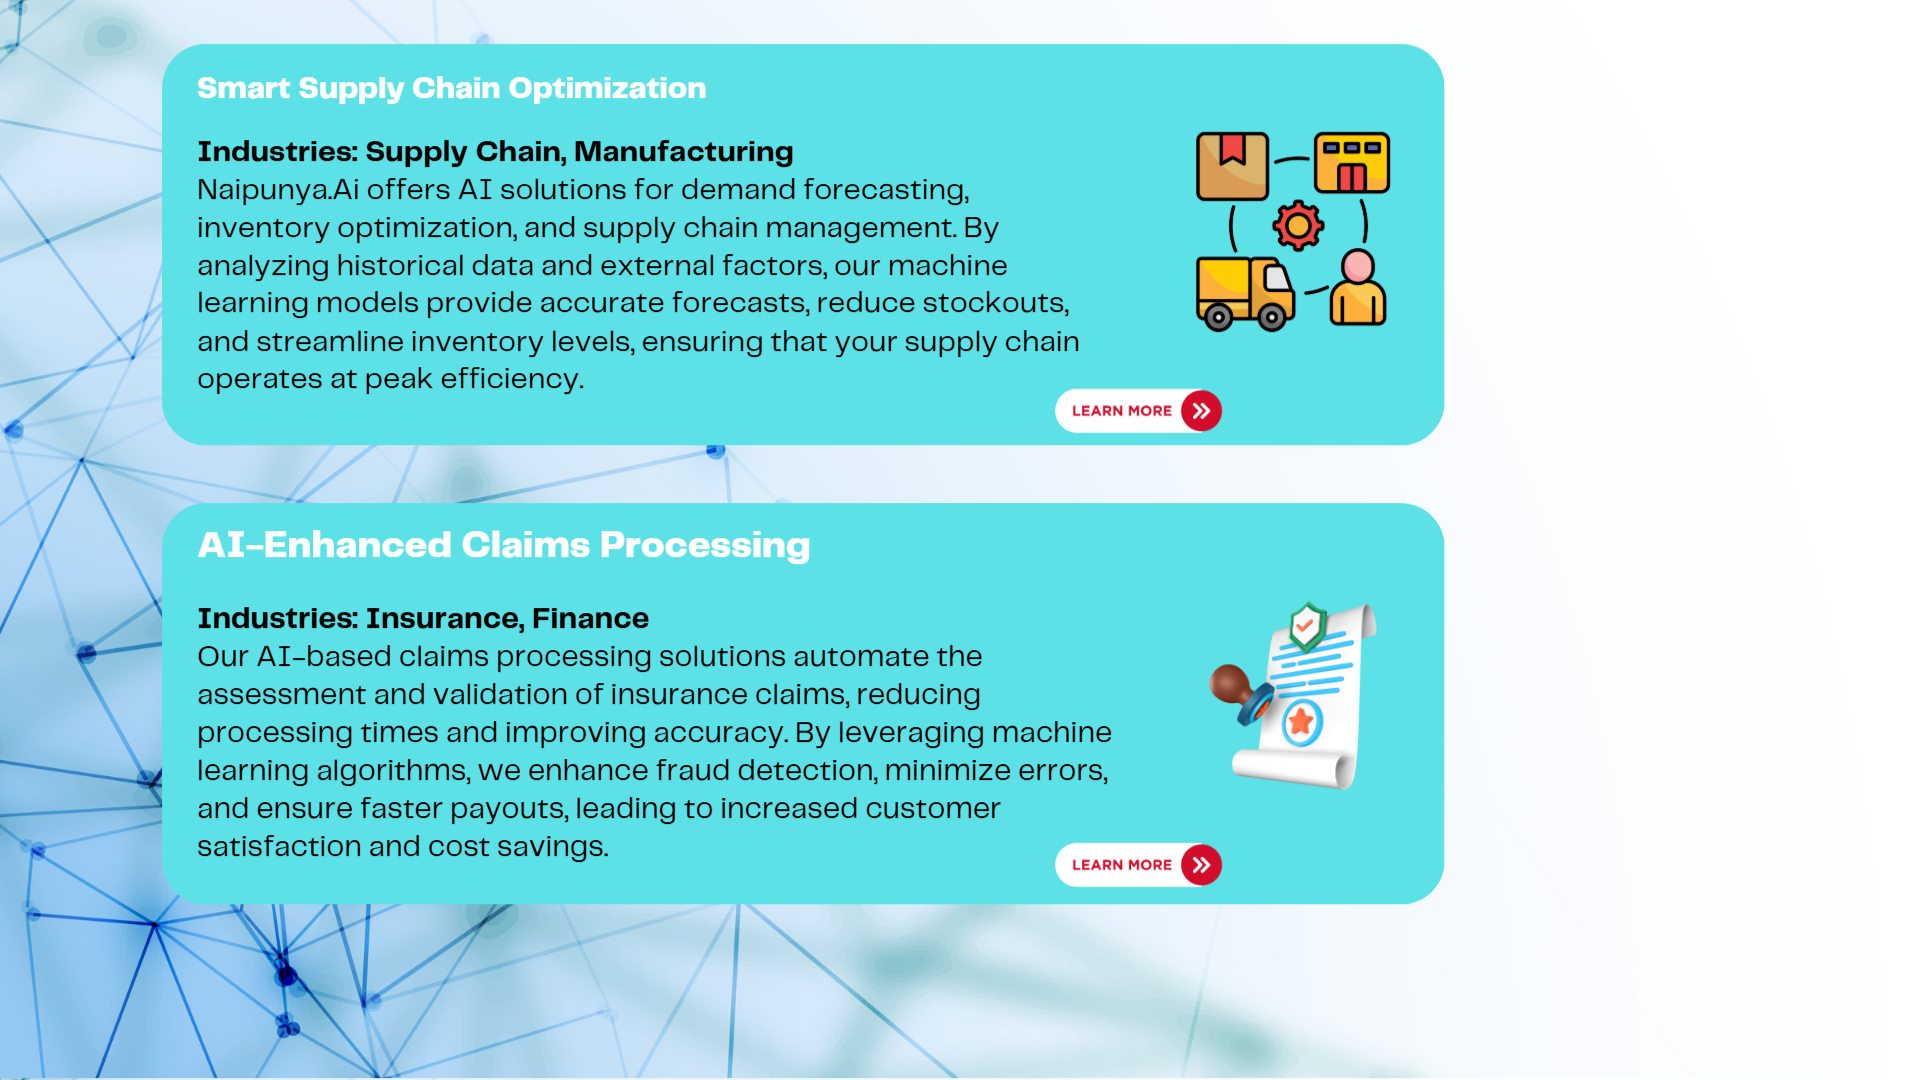 Smart Supply Chain Optimization
Industries: Supply Chain, Manufacturing
Naipunya.Ai offers AI solutions for demand forecasting,
inventory optimization, and supply chain management. By
analyzing historical data and external factors, our machine
learning models provide accurate forecasts, reduce stockouts,
and streamline inventory levels, ensuring that your supply chain
operates at peak efficiency.
LEARN MORE
AI-Enhanced Claims Processing
Industries: Insurance, Finance
Our AI-based claims processing solutions automate the
assessment and validation of insurance claims, reducing
processing times and improving accuracy. By leveraging machine
learning algorithms, we enhance fraud detection, minimize errors,
and ensure faster payouts, leading to increased customer
satisfaction and cost savings.
LEARN MORE